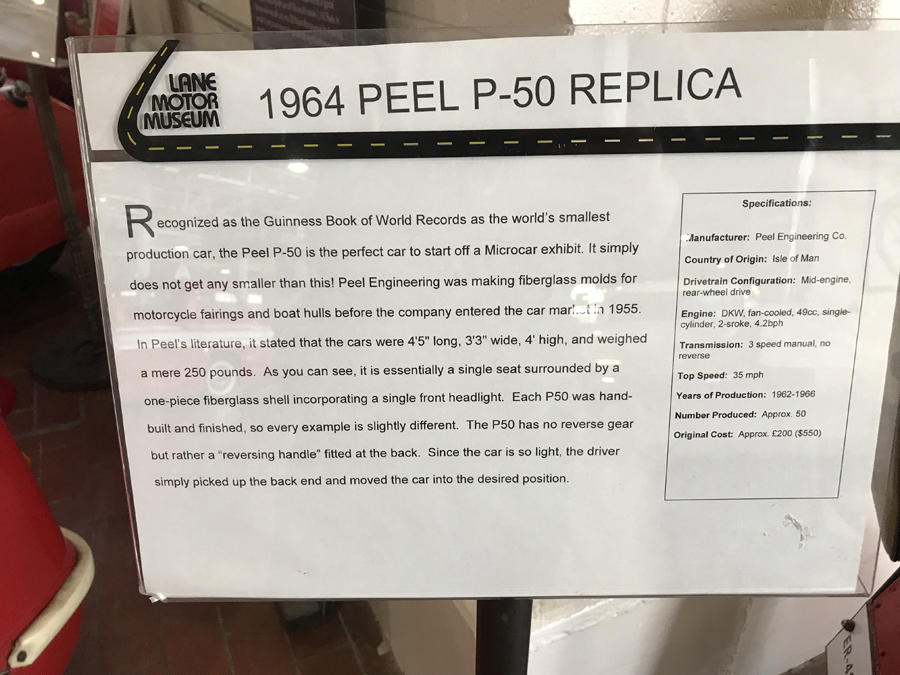 LANE
MOTOR
MUSEUM
1964 PEEL P-50 REPLICA
Recognized as the Guinness Book of World Records as the world's smallest
production car, the Peel P-50 is the perfect car to start off a Microcar exhibit. It simply
does not get any smaller than this! Peel Engineering was making fiberglass molds for
motorcycle fairings and boat hulls before the company entered the car market in 1955.
In Peel's literature, it stated that the cars were 4'5" long, 3'3" wide, 4' high, and weighed
a mere 250 pounds. As you can see, it is essentially a single seat surrounded by a
one-piece fiberglass shell incorporating a single front headlight. Each P50 was hand-
built and finished, so every example is slightly different. The P50 has no reverse gear
but rather a "reversing handle" fitted at the back. Since the car is so light, the driver
simply picked up the back end and moved the car into the desired position.
Specifications:
Manufacturer: Peel Engineering Co.
Country of Origin: Isle of Man
Drivetrain Configuration: Mid-engine,
rear-wheel drive
Engine: DKW, fan-cooled, 49cc, single-
cylinder, 2-sroke, 4.2bph
Transmission: 3 speed manual, no
reverse
Top Speed: 35 mph
Years of Production: 1962-1966
Number Produced: Approx. 50
Original Cost: Approx. £200 ($550)